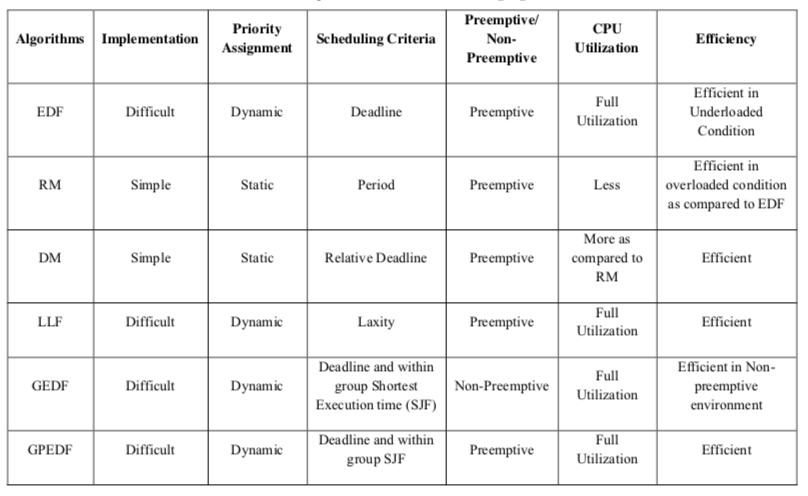 Algorithms
Implementation
Priority
Assignment
Scheduling Criteria
Preemptive/
Non-
Preemptive
CPU
Utilization
Efficiency
EDF
Difficult
Dynamic
Deadline
Preemptive
Full
Utilization
Efficient in
Underloaded
Condition
RM
Simple
Static
Period
Preemptive
Less
Efficient in
overloaded condition
as compared to EDF
DM
Simple
Static
Relative Deadline
Preemptive
More as
compared to
RM
Efficient
LLF
Difficult
Dynamic
Laxity
Preemptive
Full
Utilization
Efficient
GEDF
Difficult
Dynamic
Deadline and within
group Shortest
Execution time (SJF)
Non-Preemptive
Full
Utilization
Efficient in Non-
preemptive
environment
GPEDF
Difficult
Dynamic
Deadline and within
group SJF
Preemptive
Full
Utilization
Efficient